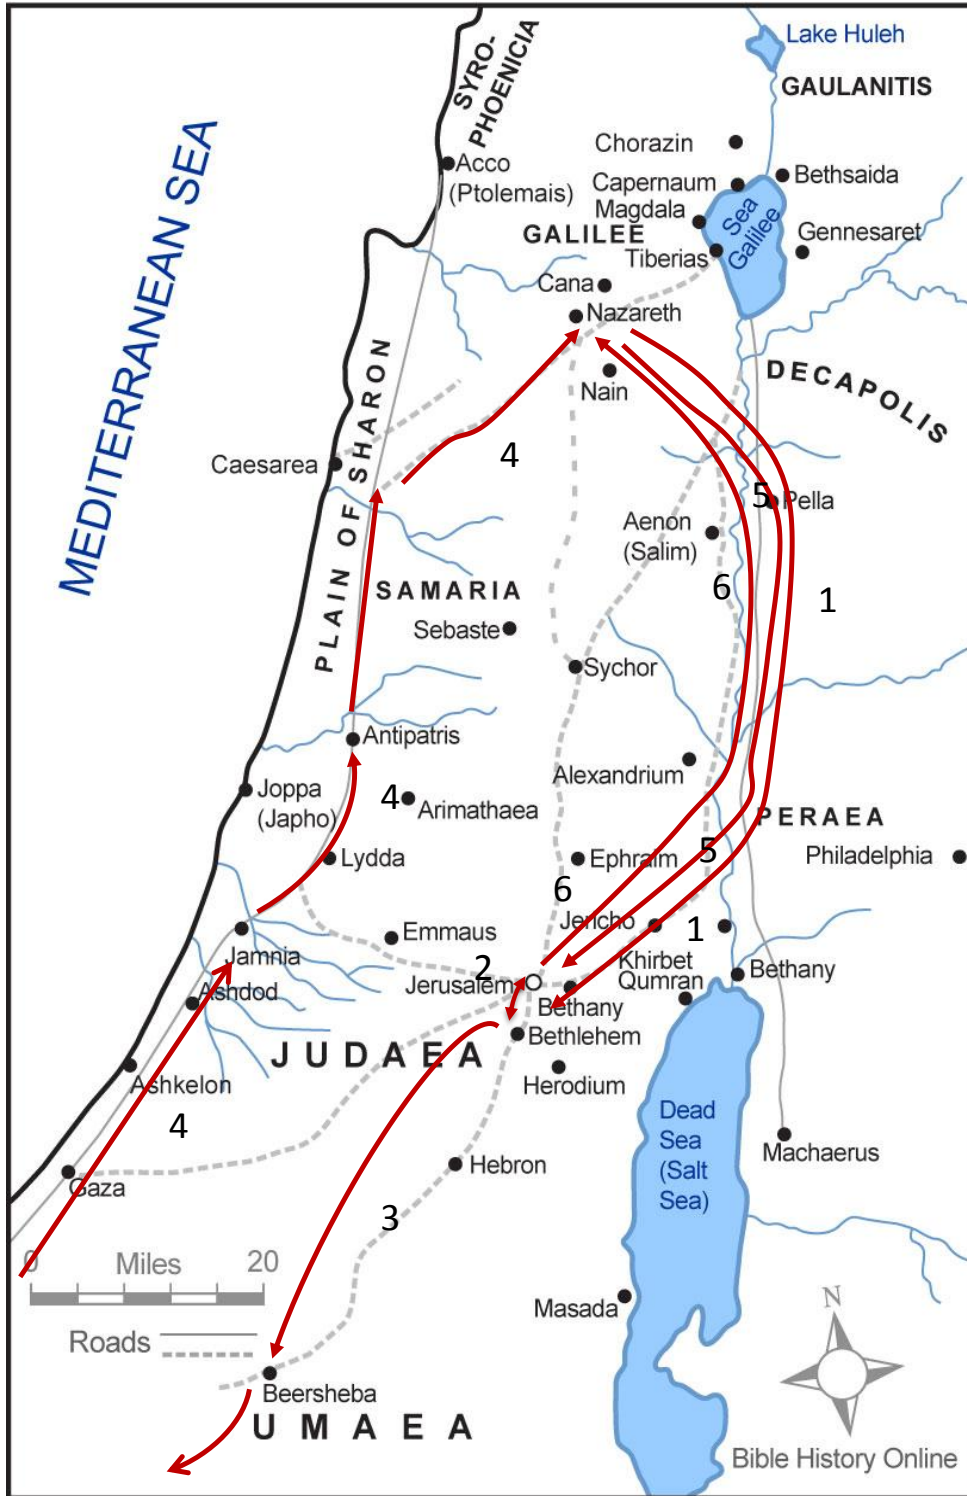 Lake Huleh
SYRO-
PHOENICIA
GAULANITIS
MEDITERRANEAN SEA
Chorazin
Acco
(Ptolemais)
Capernaum
Bethsaida
Magdala
Sea
Galilee
GALILEE
Gennesaret
Tiberias
Cana
Nazareth
Nain
DECAPOLIS
PLAIN OF SHARON
Caesarea
4
5
Pella
Aenon
(Salim)
6
1
SAMARIA
Sebaste
Sychor
Antipatris
Alexandrium
Joppa
(Japho)
4
Arimathaea
PERAEA
Lydda
Ephraim
5
Philadelphia
6
Jericho
1
Emmaus
Jamnia
2
Khirbet
Qumran
Bethany
Jerusalem
Bethany
Ashdod
Bethlehem
JUDAEA
Ashkelon
Herodium
4
Dead
Sea
(Salt
Sea)
Machaerus
Hebron
Gaza
3
0 Miles 20
Masada
N
Roads
Beersheba
UMAEA
Bible History Online